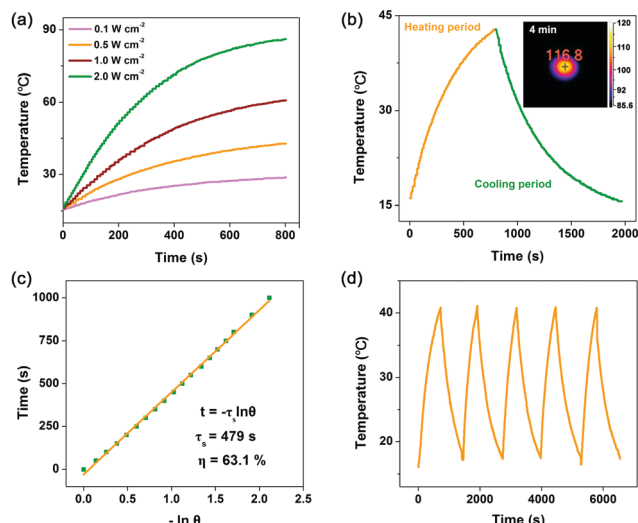 (a)
90
60
30
Temperature (°C)
0.1 W cm-2
0.5 W cm-2
1.0 W cm-2
2.0 W cm-2
0 200 400 600 800
Time (s)
(b)
45
30
15
Temperature (°C)
Heating period
Cooling period
4 min
116.8
120
100
92
85.6
0 500 1000 1500 2000
Time (s)
(c)
1000
750
500
250
0
Time (s)
t = -τslnθ
τs = 479 s
η = 63.1 %
0.0 0.5 1.0 1.5 2.0 2.5
- ln θ
(d)
40
30
20
Temperature (°C)
0 2000 4000 6000
Time (s)